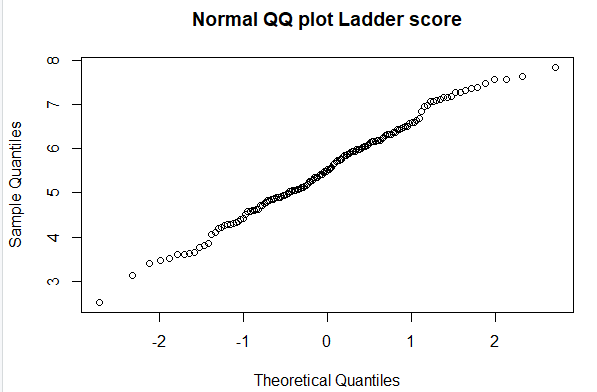 Normal QQ plot Ladder score
8
7
6
5
4
3
Sample Quantiles
-2 -1 0 1 2
Theoretical Quantiles